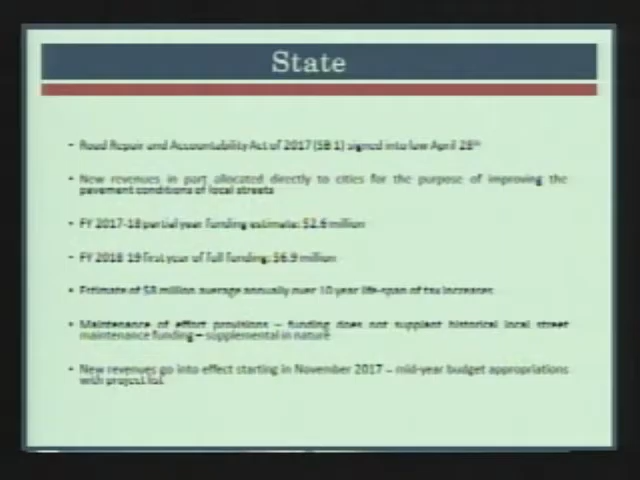 State
• Road Repair and Accountability Act of 2017 (SB 1) signed into law April 28th
• New revenues in part allocated directly to cities for the purpose of improving the
pavement conditions of local streets
• FY 2017-18 partial year funding estimate: $2.6 million
• FY 2018-19 first year of full funding: $6.9 million
• Estimate of $8 million average annually over 10 year life-span of tax increases
• Maintenance of effort provisions – funding does not supplant historical local street
maintenance funding – supplemental in nature
• New revenues go into effect starting in November 2017 – mid-year budget appropriations
with project list